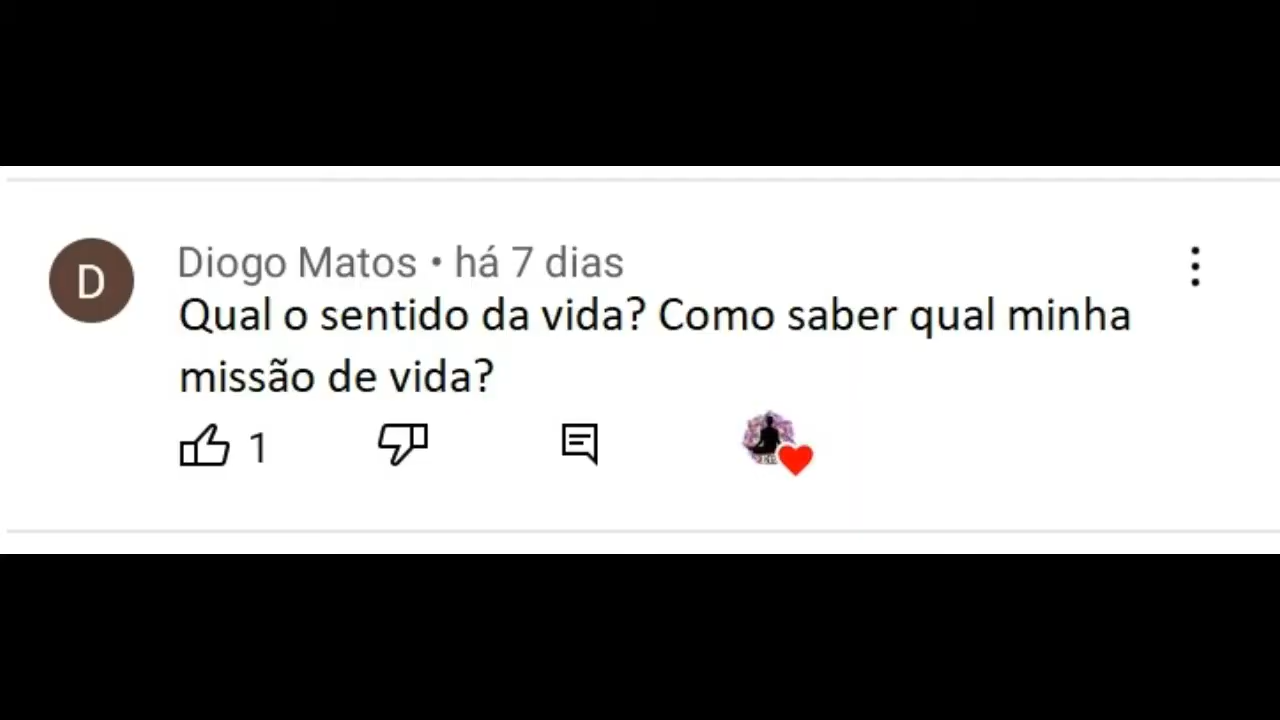 D
Diogo Matos • há 7 dias
Qual o sentido da vida? Como saber qual minha
missão de vida?
1